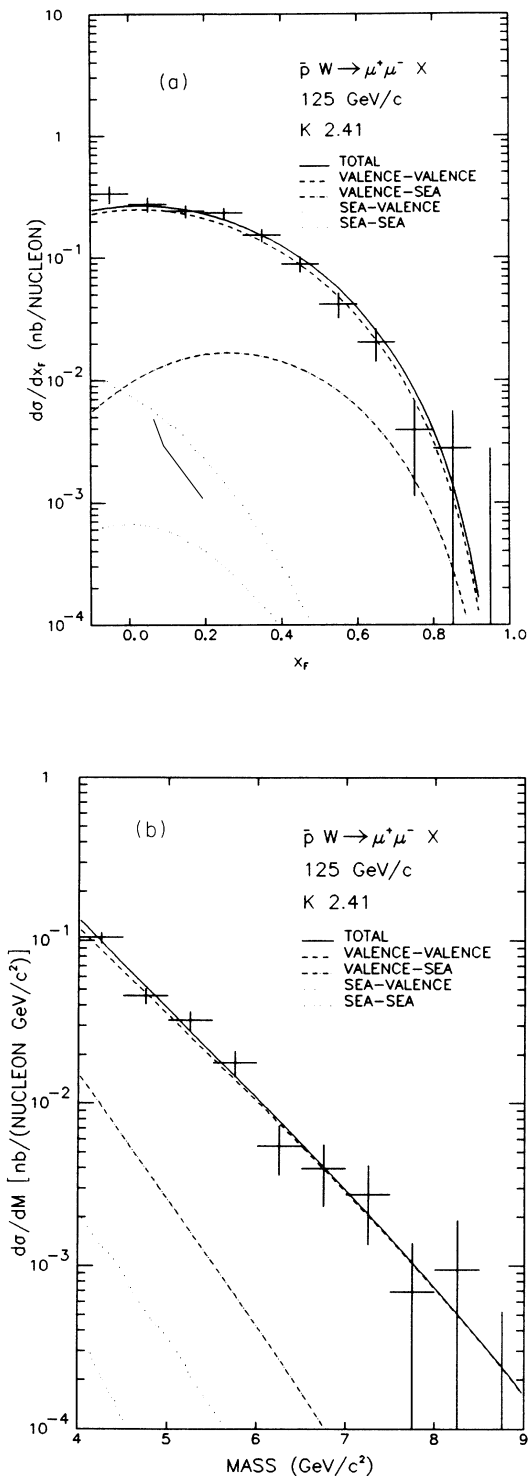 10
(a)
p̄ W → μ⁺μ⁻ X
125 GeV/c
K 2.41
TOTAL
VALENCE-VALENCE
VALENCE-SEA
SEA-VALENCE
SEA-SEA
1
10⁻¹
10⁻²
10⁻³
10⁻⁴
dσ/dx_F (nb/NUCLEON)
0.0 0.2 0.4 0.6 0.8 1.0
x_F
1
(b)
p̄ W → μ⁺μ⁻ X
125 GeV/c
K 2.41
TOTAL
VALENCE-VALENCE
VALENCE-SEA
SEA-VALENCE
SEA-SEA
10⁻¹
10⁻²
10⁻³
10⁻⁴
dσ/dM [nb/(NUCLEON GeV/c²)]
4 5 6 7 8 9
MASS (GeV/c²)